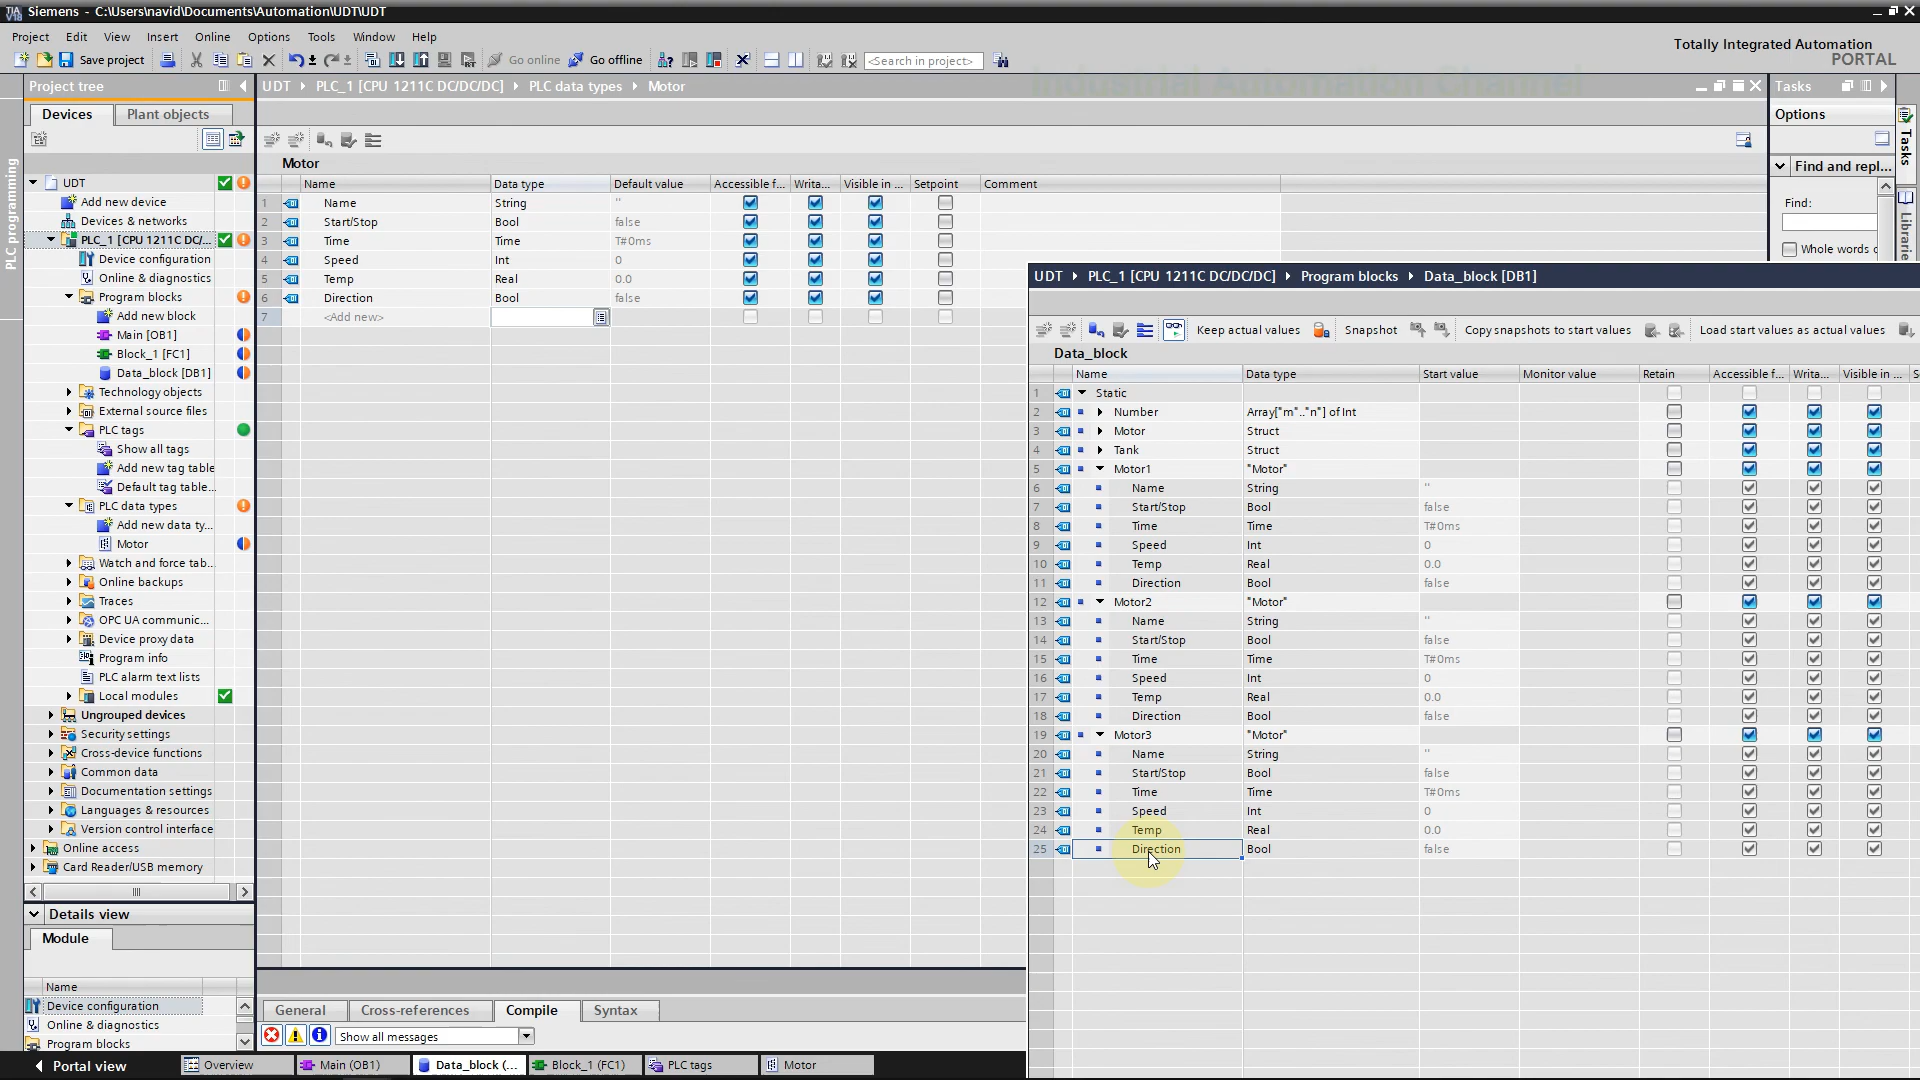 Siemens - C:\Users\navid\Documents\Automation\UDT\UDT
Project Edit View Insert Online Options Tools Window Help
Totally Integrated Automation
PORTAL
Save project
Go online
Go offline
<Search in project>
Industrial Automation Channel
Project tree
UDT PLC_1 [CPU 1211C DC/DC/DC] PLC data types Motor
Tasks
Devices Plant objects
Options
PLC programming
Tasks
Librarie
Find and repl...
Find:
Whole words c
UDT
Add new device
Devices & networks
PLC_1 [CPU 1211C DC/...
Device configuration
Online & diagnostics
Program blocks
Add new block
Main [OB1]
Block_1 [FC1]
Data_block [DB1]
Technology objects
External source files
PLC tags
Show all tags
Add new tag table
Default tag table...
PLC data types
Add new data ty...
Motor
Watch and force tab...
Online backups
Traces
OPC UA communic...
Device proxy data
Program info
PLC alarm text lists
Local modules
Ungrouped devices
Security settings
Cross-device functions
Common data
Documentation settings
Languages & resources
Version control interface
Online access
Card Reader/USB memory
Details view
Module
Name
Device configuration
Online & diagnostics
Program blocks
Motor
Name Data type Default value Accessible f... Writa... Visible in ... Setpoint Comment
1 Name String ''
2 Start/Stop Bool false
3 Time Time T#0ms
4 Speed Int 0
5 Temp Real 0.0
6 Direction Bool false
7 <Add new>
UDT PLC_1 [CPU 1211C DC/DC/DC] Program blocks Data_block [DB1]
Keep actual values Snapshot Copy snapshots to start values Load start values as actual values
Data_block
Name Data type Start value Monitor value Retain Accessible f... Writa... Visible in ... S
1 Static
2 Number Array["m".."n"] of Int
3 Motor Struct
4 Tank Struct
5 Motor1 "Motor"
6 Name String ''
7 Start/Stop Bool false
8 Time Time T#0ms
9 Speed Int 0
10 Temp Real 0.0
11 Direction Bool false
12 Motor2 "Motor"
13 Name String ''
14 Start/Stop Bool false
15 Time Time T#0ms
16 Speed Int 0
17 Temp Real 0.0
18 Direction Bool false
19 Motor3 "Motor"
20 Name String ''
21 Start/Stop Bool false
22 Time Time T#0ms
23 Speed Int 0
24 Temp Real 0.0
25 Direction Bool false
General Cross-references Compile Syntax
Show all messages
Portal view Overview Main (OB1) Data_block (... Block_1 (FC1) PLC tags Motor